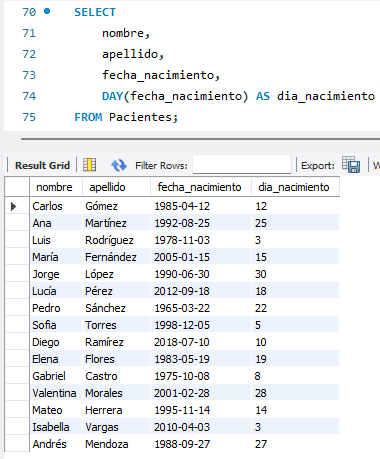 70 SELECT
71 nombre,
72 apellido,
73 fecha_nacimiento,
74 DAY(fecha_nacimiento) AS dia_nacimiento
75 FROM Pacientes;
Result Grid Filter Rows: Export: W
nombre apellido fecha_nacimiento dia_nacimiento
Carlos Gómez 1985-04-12 12
Ana Martínez 1992-08-25 25
Luis Rodríguez 1978-11-03 3
María Fernández 2005-01-15 15
Jorge López 1990-06-30 30
Lucía Pérez 2012-09-18 18
Pedro Sánchez 1965-03-22 22
Sofía Torres 1998-12-05 5
Diego Ramírez 2018-07-10 10
Elena Flores 1983-05-19 19
Gabriel Castro 1975-10-08 8
Valentina Morales 2001-02-28 28
Mateo Herrera 1995-11-14 14
Isabella Vargas 2010-04-03 3
Andrés Mendoza 1988-09-27 27